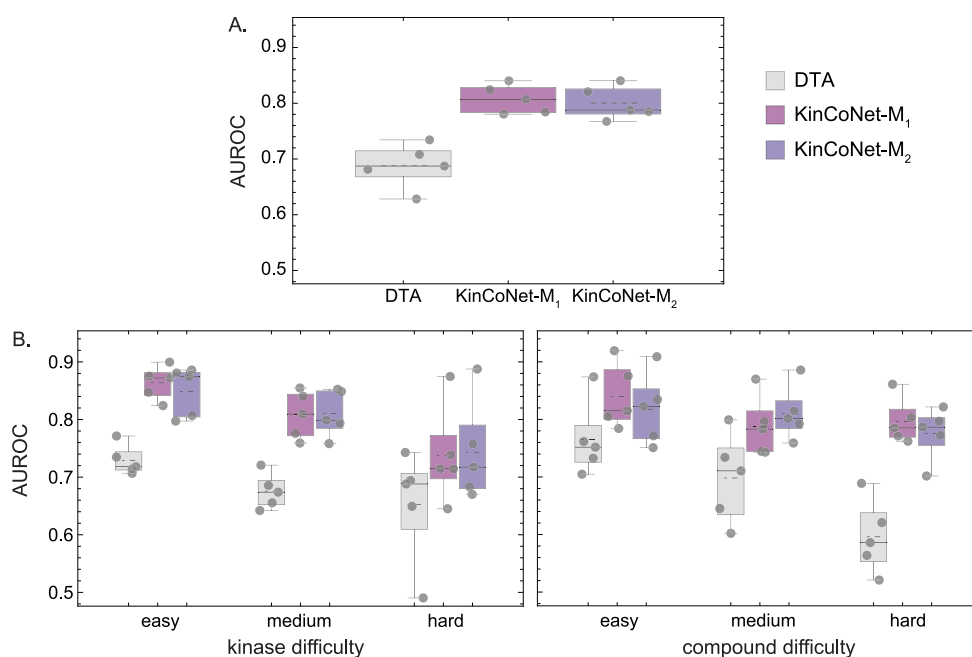 A.
AUROC
0.9
0.8
0.7
0.6
0.5
DTA KinCoNet-M₁ KinCoNet-M₂
DTA
KinCoNet-M₁
KinCoNet-M₂
B.
AUROC
0.9
0.8
0.7
0.6
0.5
easy medium hard
kinase difficulty
easy medium hard
compound difficulty